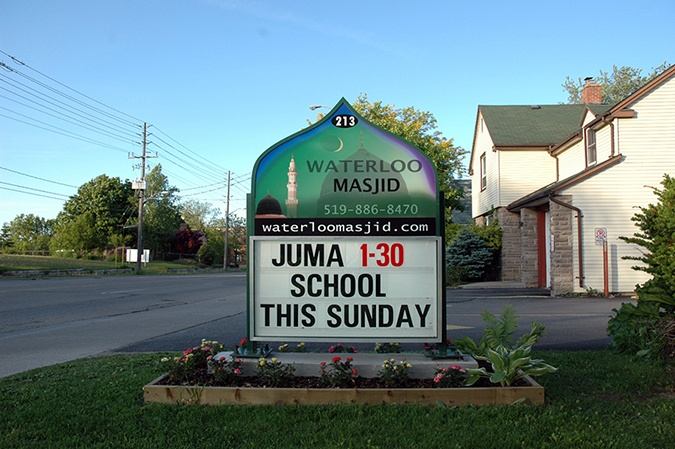 213
WATERLOO
MASJID
519-886-8470
waterloomasjid.com
JUMA 1-30
SCHOOL
THIS SUNDAY